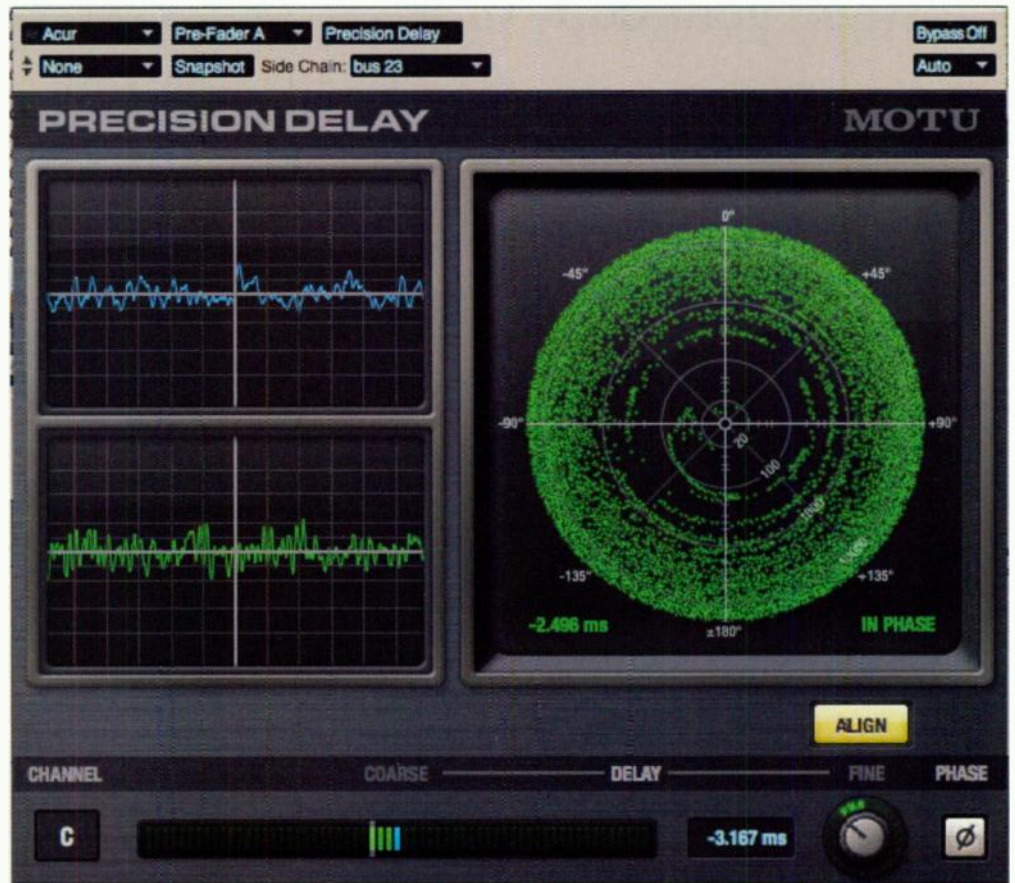 Acur Pre-Fader A Precision Delay Bypass Off
None Snapshot Side Chain: bus 23 Auto
PRECISION DELAY MOTU
0°
-45° +45°
-90° +90°
20
100
1000
-135° +135°
-2.496 ms ±180° IN PHASE
ALIGN
CHANNEL COARSE DELAY FINE PHASE
C -3.167 ms Ø